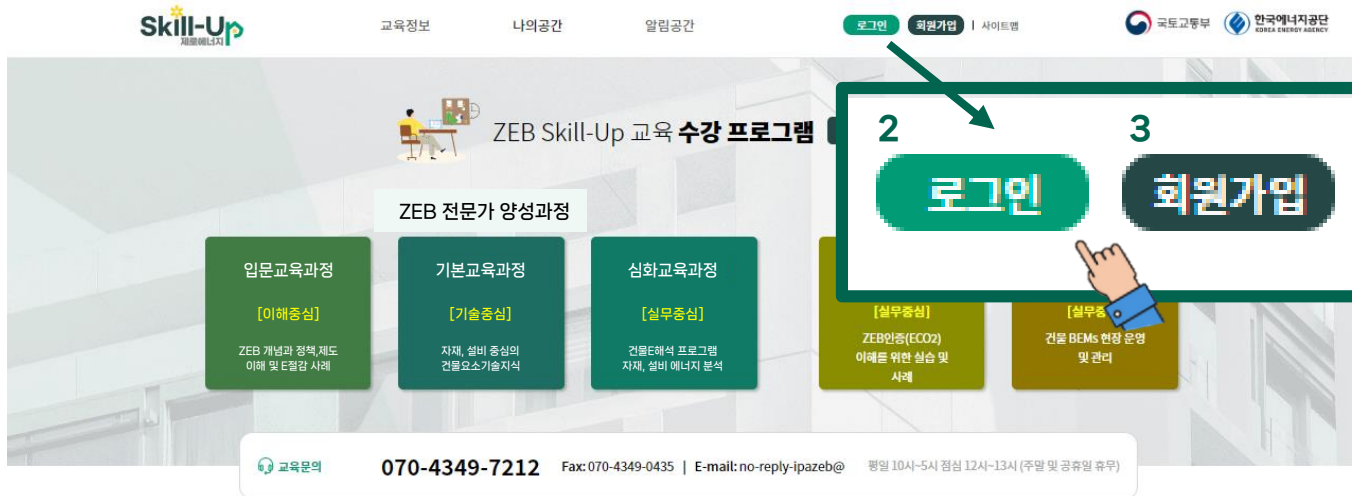 Skill-Up
제로에너지
교육정보 나의공간 알림공간 로그인 회원가입 | 사이트맵 국토교통부 한국에너지공단
KOREA ENERGY AGENCY
ZEB Skill-Up 교육 수강 프로그램
2 3
로그인 회원가입
ZEB 전문가 양성과정
입문교육과정
[이해중심]
ZEB 개념과 정책,제도
이해 및 E절감 사례
기본교육과정
[기술중심]
자재, 설비 중심의
건물요소기술지식
심화교육과정
[실무중심]
건물E해석 프로그램
자재, 설비 에너지 분석
[실무중심]
ZEB인증(ECO2)
이해를 위한 실습 및
사례
[실무중
건물 BEMs 현장 운영
및 관리
교육문의 070-4349-7212 Fax: 070-4349-0435 | E-mail: no-reply-ipazeb@ 평일 10시~5시 점심 12시~13시 (주말 및 공휴일 휴무)